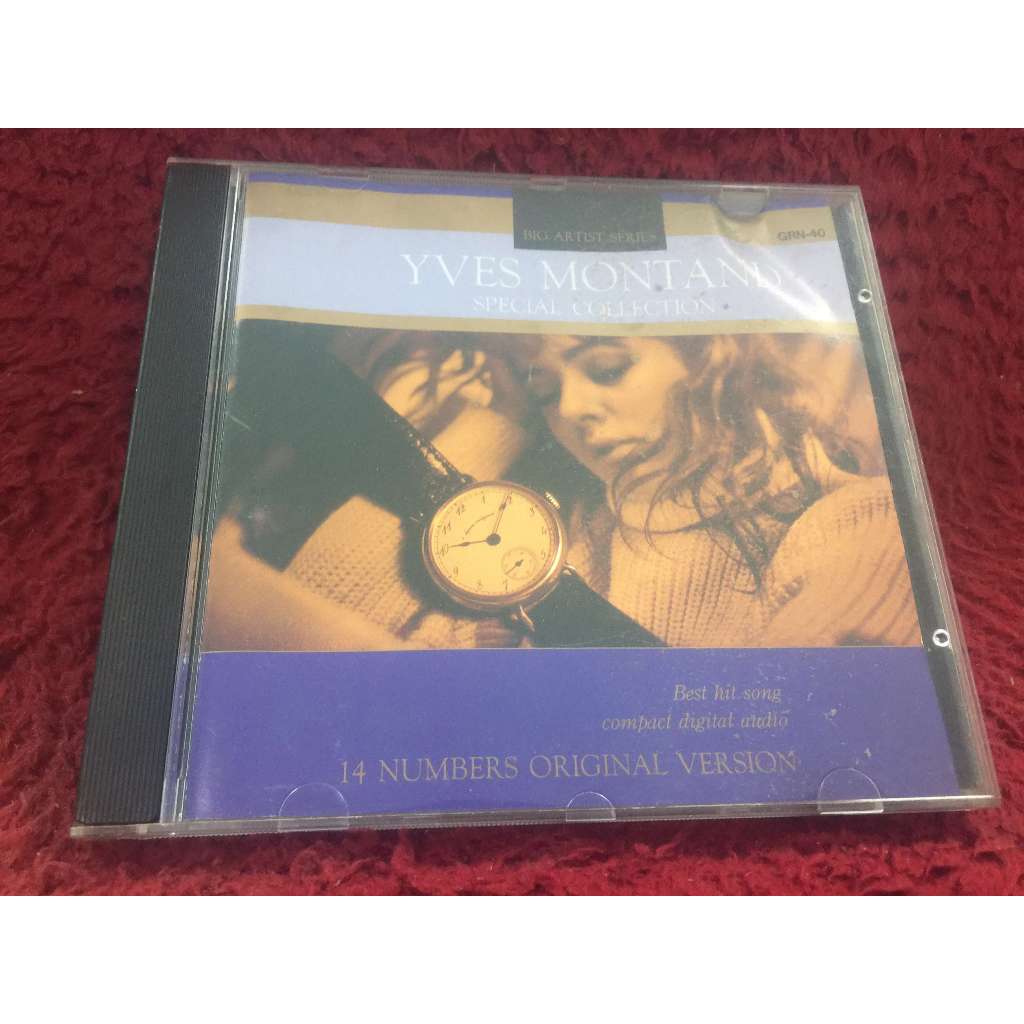 BIG ARTIST SERIES
GRN-40
YVES MONTAND
SPECIAL COLLECTION
Best hit song
compact digital audio
14 NUMBERS ORIGINAL VERSION